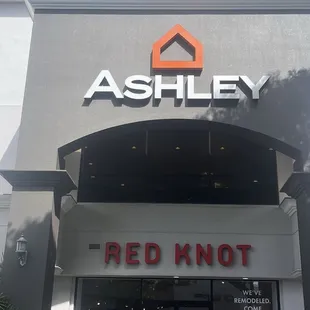 ASHLEY
RED KNOT
WE'VE
REMODELED.
COME